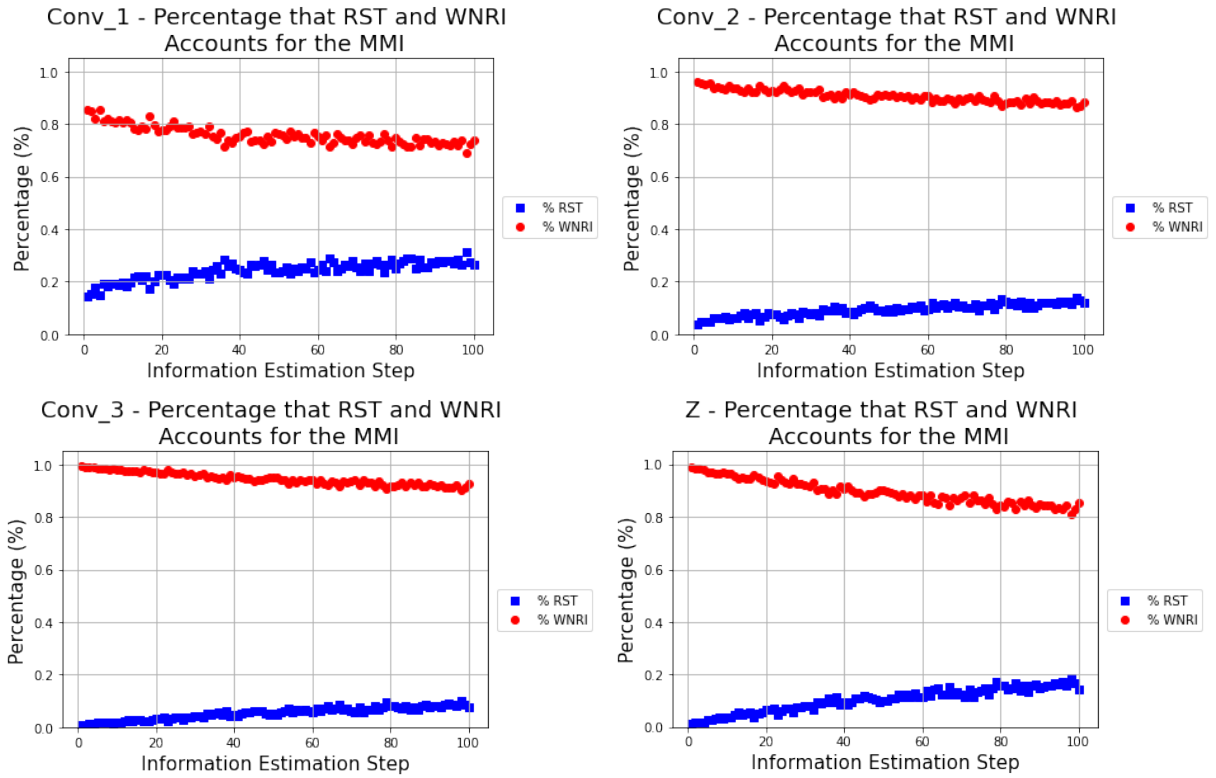 Conv_1 - Percentage that RST and WNRI
Accounts for the MMI
Percentage (%)
1.0
0.8
0.6
0.4
0.2
0.0
0 20 40 60 80 100
Information Estimation Step
% RST
% WNRI
Conv_2 - Percentage that RST and WNRI
Accounts for the MMI
Percentage (%)
1.0
0.8
0.6
0.4
0.2
0.0
0 20 40 60 80 100
Information Estimation Step
% RST
% WNRI
Conv_3 - Percentage that RST and WNRI
Accounts for the MMI
Percentage (%)
1.0
0.8
0.6
0.4
0.2
0.0
0 20 40 60 80 100
Information Estimation Step
% RST
% WNRI
Z - Percentage that RST and WNRI
Accounts for the MMI
Percentage (%)
1.0
0.8
0.6
0.4
0.2
0.0
0 20 40 60 80 100
Information Estimation Step
% RST
% WNRI